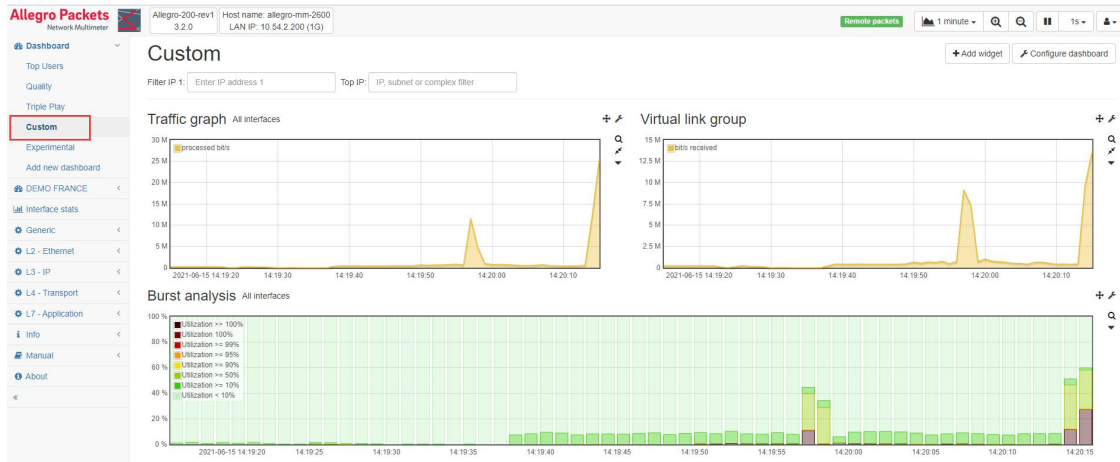 Allegro Packets
Network Multimeter
Allegro-200-rev1
3.2.0
Host name: allegro-mm-2600
LAN IP: 10.54.2.200 (1G)
Remote packets
1 minute
1s
Dashboard
Top Users
Quality
Triple Play
Custom
Experimental
Add new dashboard
DEMO FRANCE
Interface stats
Generic
L2 - Ethernet
L3 - IP
L4 - Transport
L7 - Application
Info
Manual
About
«
Custom
+ Add widget
Configure dashboard
Filter IP 1: Enter IP address 1
Top IP: IP, subnet or complex filter
Traffic graph All interfaces
processed bit/s
30 M
25 M
20 M
15 M
10 M
5 M
0
2021-06-15 14:19:20 14:19:30 14:19:40 14:19:50 14:20:00 14:20:10
Virtual link group
bit/s received
15 M
12.5 M
10 M
7.5 M
5 M
2.5 M
0
2021-06-15 14:19:20 14:19:30 14:19:40 14:19:50 14:20:00 14:20:10
Burst analysis All interfaces
100 %
80 %
60 %
40 %
20 %
0 %
Utilization >> 100%
Utilization 100%
Utilization >= 99%
Utilization >= 95%
Utilization >= 90%
Utilization >= 50%
Utilization >= 10%
Utilization < 10%
2021-06-15 14:19:20 14:19:25 14:19:30 14:19:35 14:19:40 14:19:45 14:19:50 14:19:55 14:20:00 14:20:05 14:20:10 14:20:15